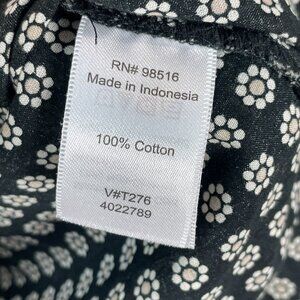 RN# 98516
Made in Indonesia
100% Cotton
V#T276
4022789